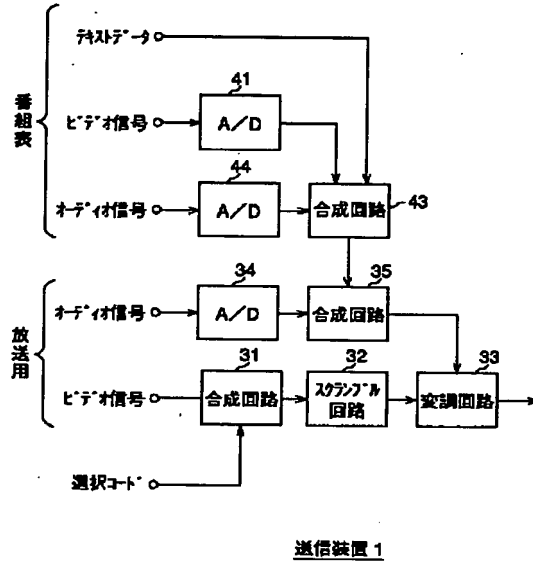 テキストデータ
番組表
41
ビデオ信号
A/D
44
オーディオ信号
A/D
合成回路
43
34
35
放送用
オーディオ信号
A/D
合成回路
31
32
33
ビデオ信号
合成回路
スクランブル
回路
変調回路
選択コード
送信装置1